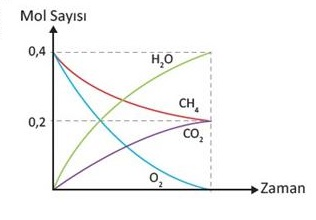 Mol Sayısı
0,4
H₂O
CH₄
0,2
CO₂
O₂
Zaman